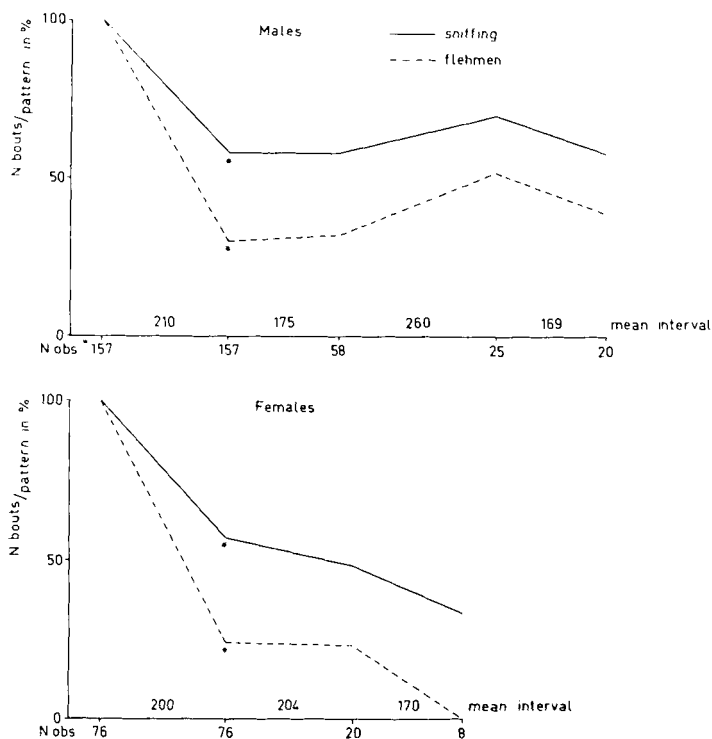 N bouts/pattern in %
100
50
0
Males
sniffing
flehmen
210 175 260 169 mean interval
N obs 157 157 58 25 20
N bouts/pattern in %
100
50
0
Females
200 204 170 mean interval
N obs 76 76 20 8